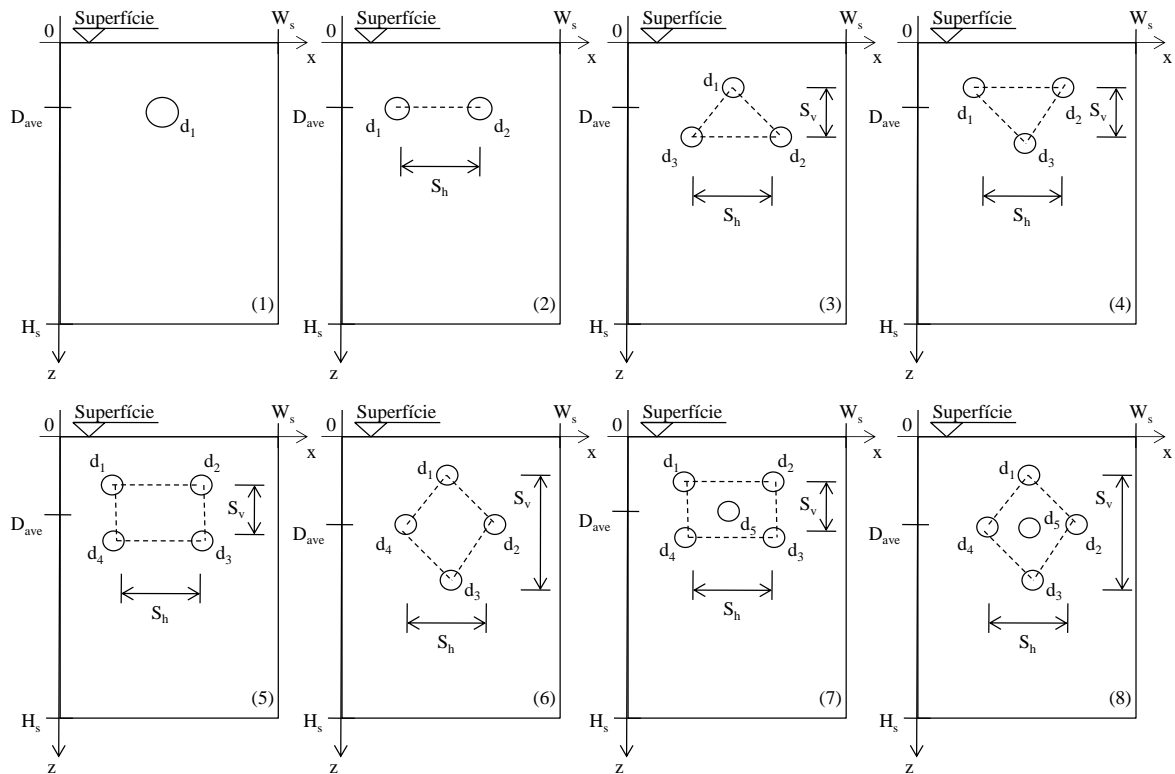 0 Superfície W_s
x
D_ave
d_1
H_s
(1)
z
0 Superfície W_s
x
D_ave
d_1 d_2
S_h
H_s
(2)
z
0 Superfície W_s
x
d_1
D_ave
S_v
d_3 d_2
S_h
H_s
(3)
z
0 Superfície W_s
x
D_ave
d_1 d_2
S_v
d_3
S_h
H_s
(4)
z
0 Superfície W_s
x
d_1 d_2
D_ave
S_v
d_4 d_3
S_h
H_s
(5)
z
0 Superfície W_s
x
d_1
S_v
D_ave
d_4 d_2
d_3
S_h
H_s
(6)
z
0 Superfície W_s
x
d_1 d_2
D_ave
S_v
d_5
d_4 d_3
S_h
H_s
(7)
z
0 Superfície W_s
x
d_1
S_v
D_ave
d_5
d_4 d_2
d_3
S_h
H_s
(8)
z